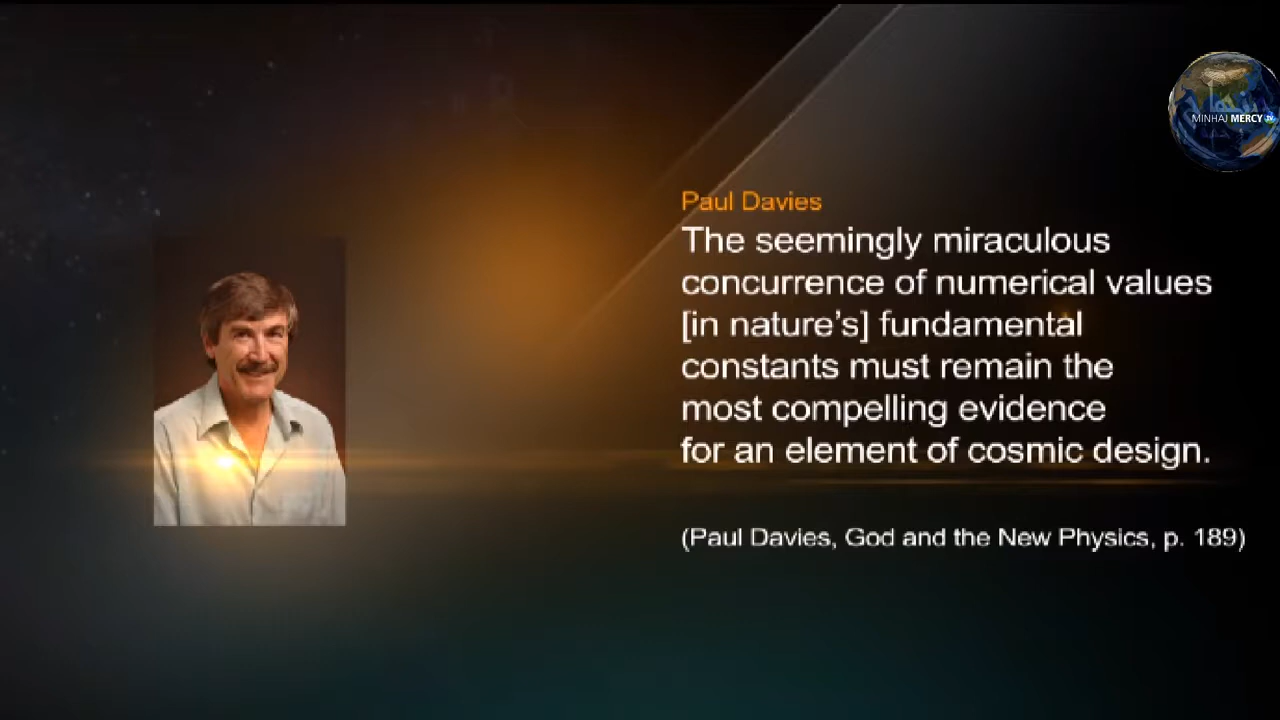 MINHAJ MERCY TV
Paul Davies
The seemingly miraculous
concurrence of numerical values
[in nature’s] fundamental
constants must remain the
most compelling evidence
for an element of cosmic design.
(Paul Davies, God and the New Physics, p. 189)